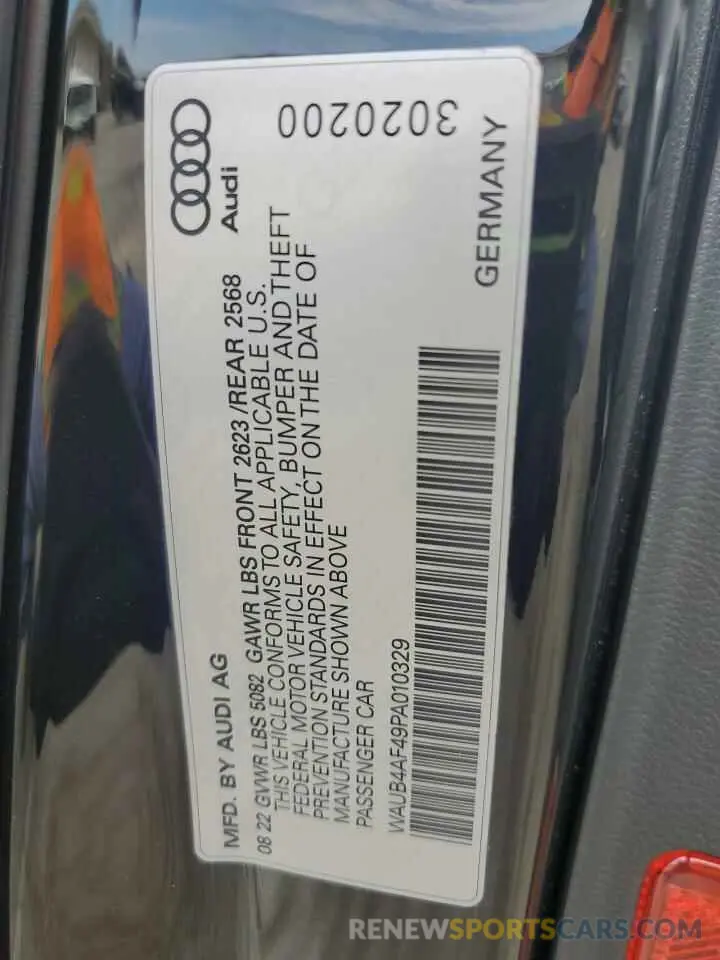 MFD. BY AUDI AG
Audi
08 22 GVWR LBS 5082 GAWR LBS FRONT 2623 /REAR 2568
THIS VEHICLE CONFORMS TO ALL APPLICABLE U.S.
FEDERAL MOTOR VEHICLE SAFETY, BUMPER AND THEFT
PREVENTION STANDARDS IN EFFECT ON THE DATE OF
MANUFACTURE SHOWN ABOVE
PASSENGER CAR
WAUB4AF49PA010329
GERMANY
3020200
RENEWSPORTSCARS.COM